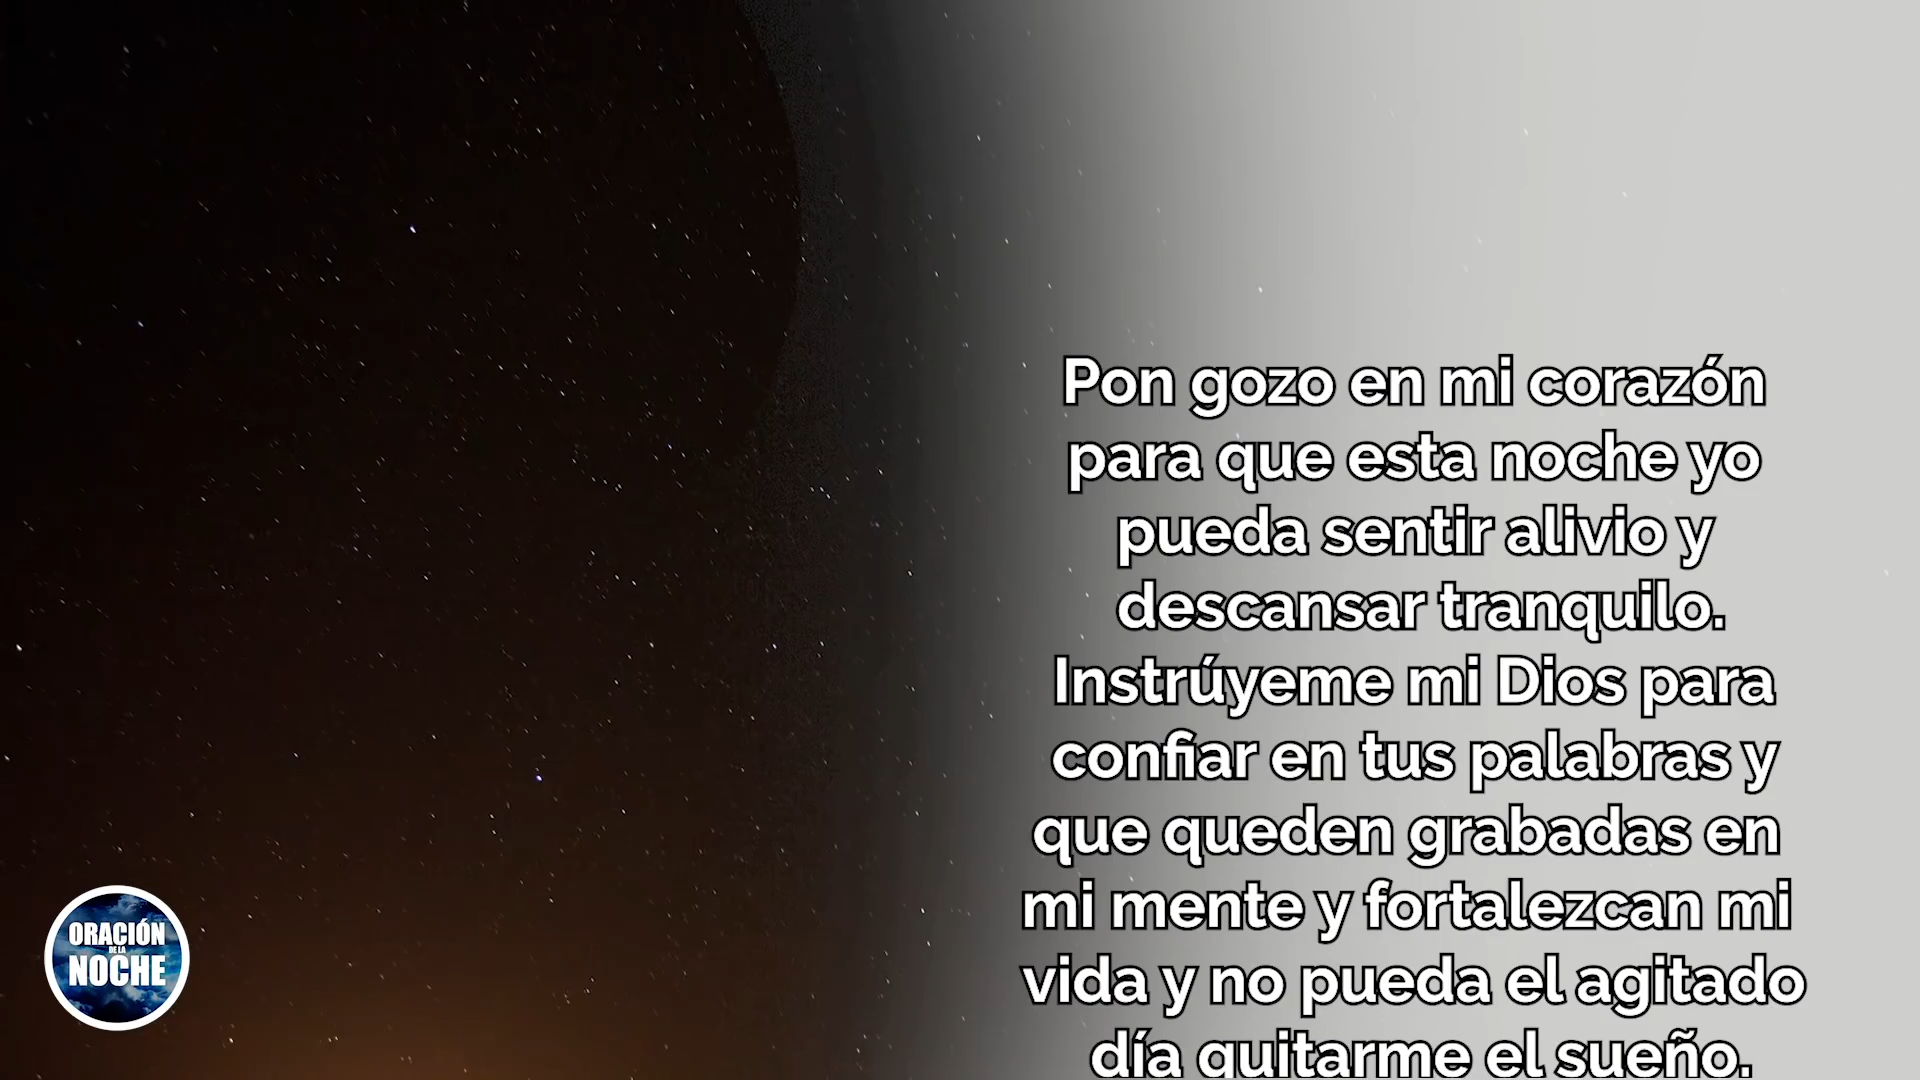 Pon gozo en mi corazón
para que esta noche yo
pueda sentir alivio y
descansar tranquilo.
Instrúyeme mi Dios para
confiar en tus palabras y
que queden grabadas en
mi mente y fortalezcan mi
vida y no pueda el agitado
día quitarme el sueño.
ORACIÓN
DE LA
NOCHE